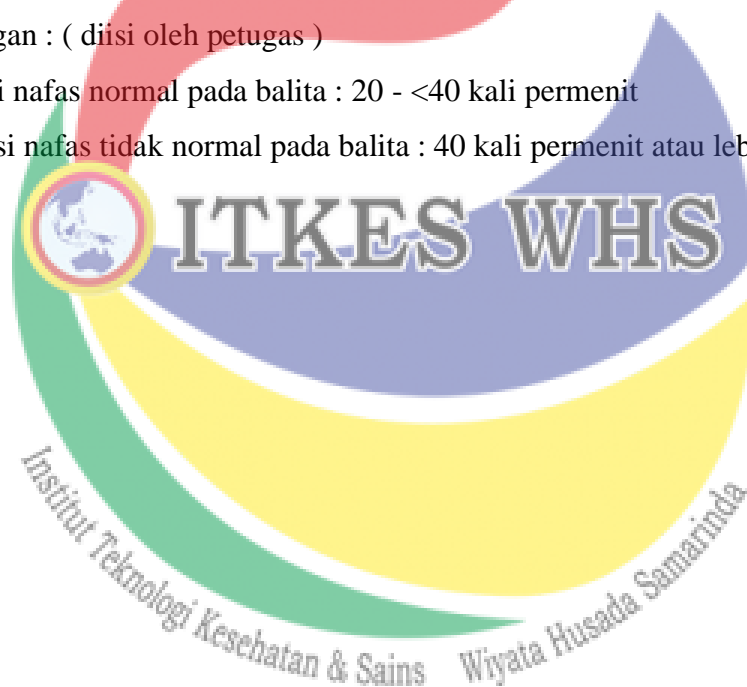 gan : ( diisi oleh petugas )
i nafas normal pada balita : 20 - <40 kali permenit
si nafas tidak normal pada balita : 40 kali permenit atau leb
ITKES WHS
Institut Teknologi Kesehatan & Sains Wiyata Husada Samarinda